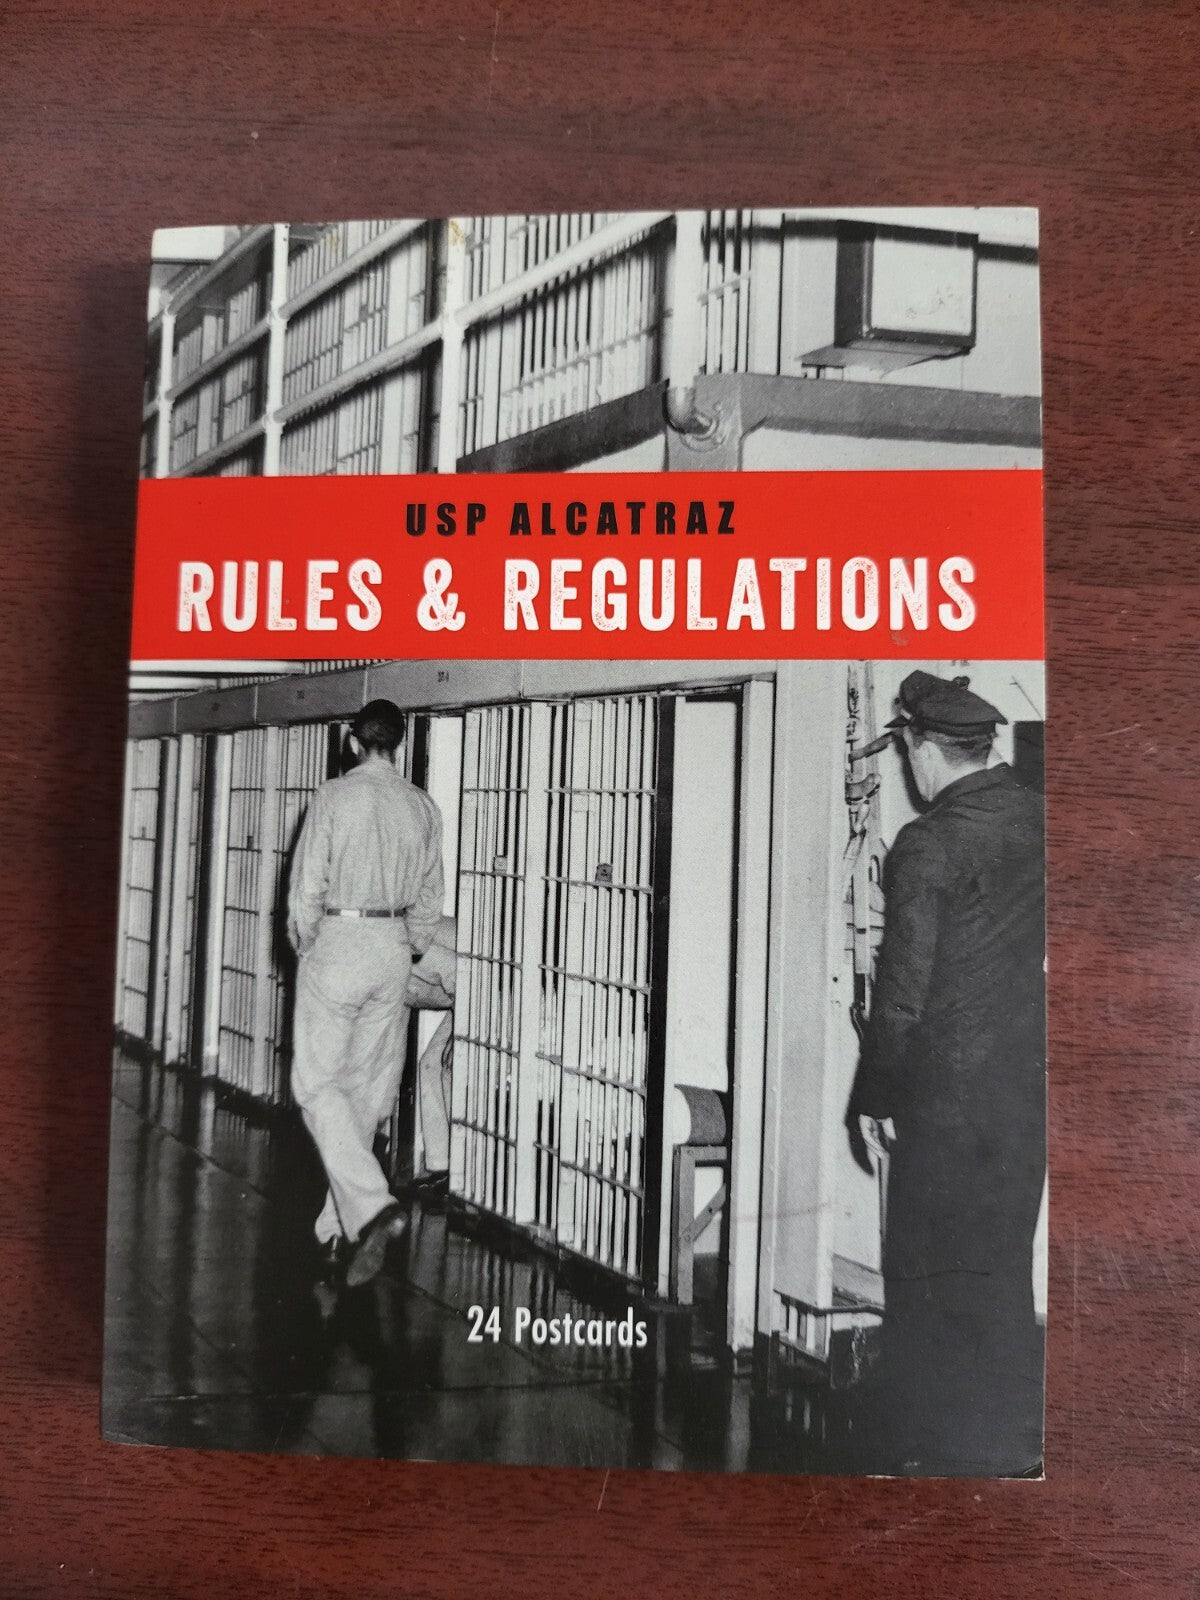 USP ALCATRAZ
RULES & REGULATIONS
24 Postcards